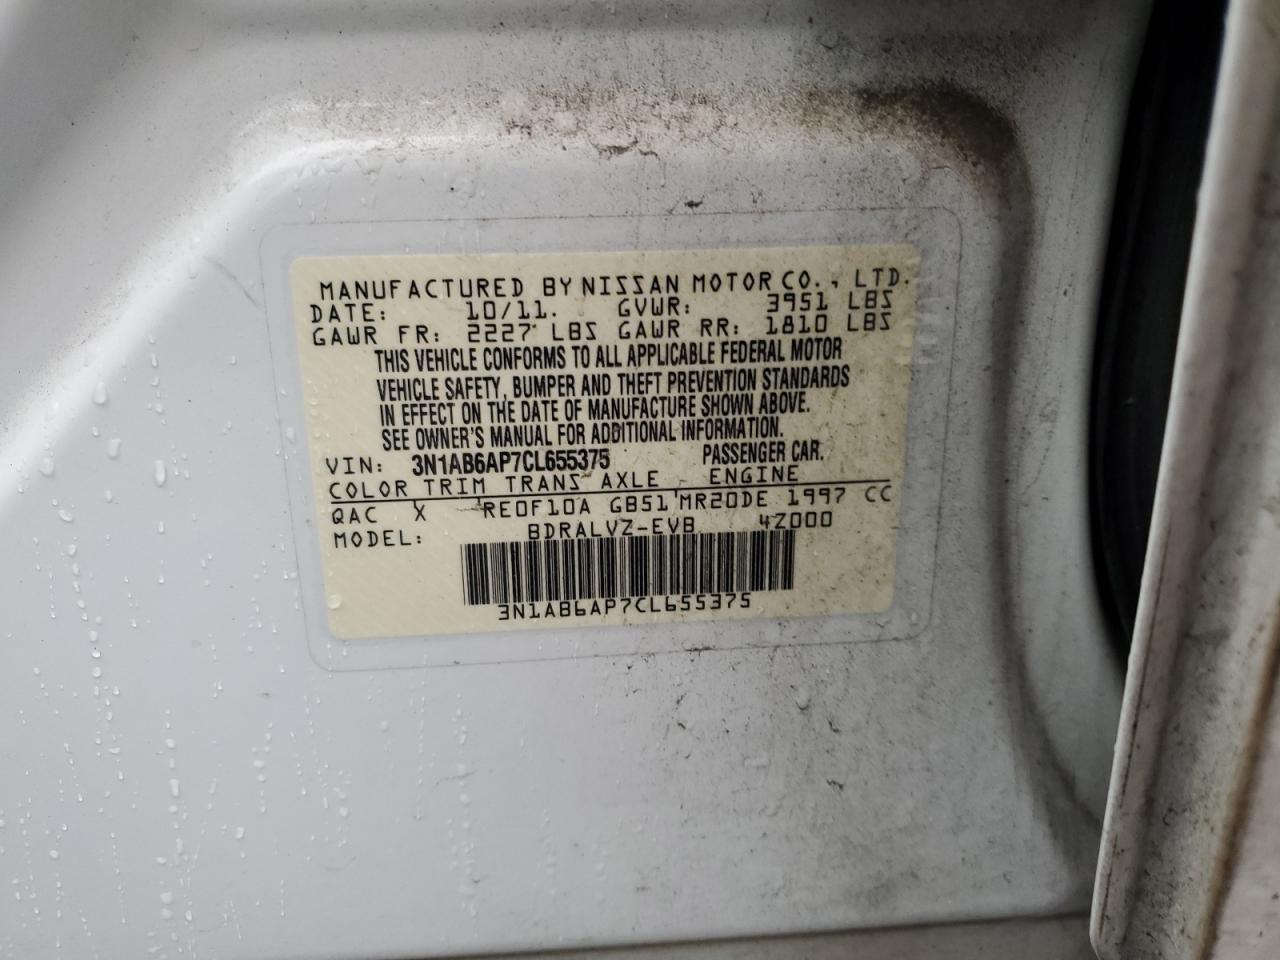 MANUFACTURED BY NISSAN MOTOR CO., LTD.
DATE: 10/11. GVWR: 3951 LBS
GAWR FR: 2227 LBS GAWR RR: 1810 LBS
THIS VEHICLE CONFORMS TO ALL APPLICABLE FEDERAL MOTOR
VEHICLE SAFETY, BUMPER AND THEFT PREVENTION STANDARDS
IN EFFECT ON THE DATE OF MANUFACTURE SHOWN ABOVE.
SEE OWNER'S MANUAL FOR ADDITIONAL INFORMATION.
VIN: 3N1AB6AP7CL655375 PASSENGER CAR.
COLOR TRIM TRANS AXLE ENGINE
QAC X RE0F10A GB51 MR20DE 1997 CC
MODEL: BDRALVZ-EVB 4Z000
3N1AB6AP7CL655375